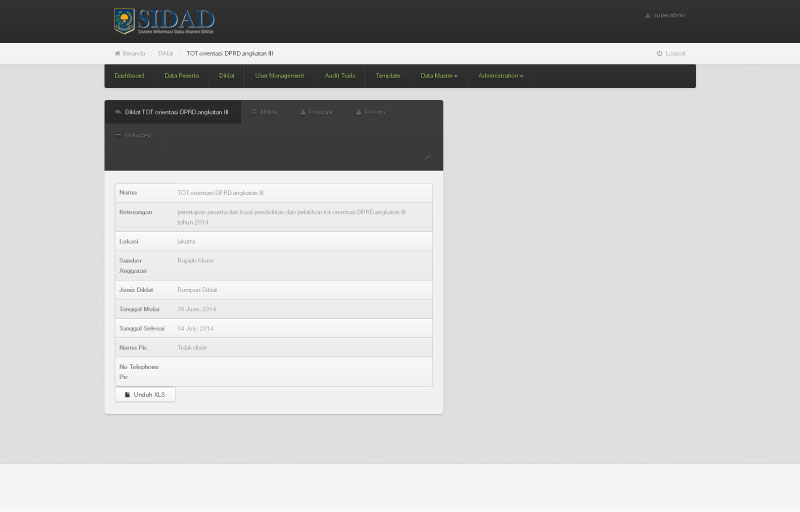 SIDAD
Sistem Informasi Data Alumni Diklat
superadmin
Beranda / Diklat / TOT orientasi DPRD angkatan III
Logout
Dashboard Data Peserta Diklat User Management Audit Trails Template Data Master Administration
Diklat TOT orientasi DPRD angkatan III Materi Pengajar Peserta
Dokumen
Nama TOT orientasi DPRD angkatan III
Keterangan penetapan peserta dan hasil pendidikan dan pelatihan tot orientasi DPRD angkatan III
tahun 2014
Lokasi jakarta
Sumber Rupiah Murni
Anggaran
Jenis Diklat Rumpun Diklat
Tanggal Mulai 30 June, 2014
Tanggal Selesai 04 July, 2014
Nama Pic Tidak diset
No Telephone
Pic
Unduh XLS